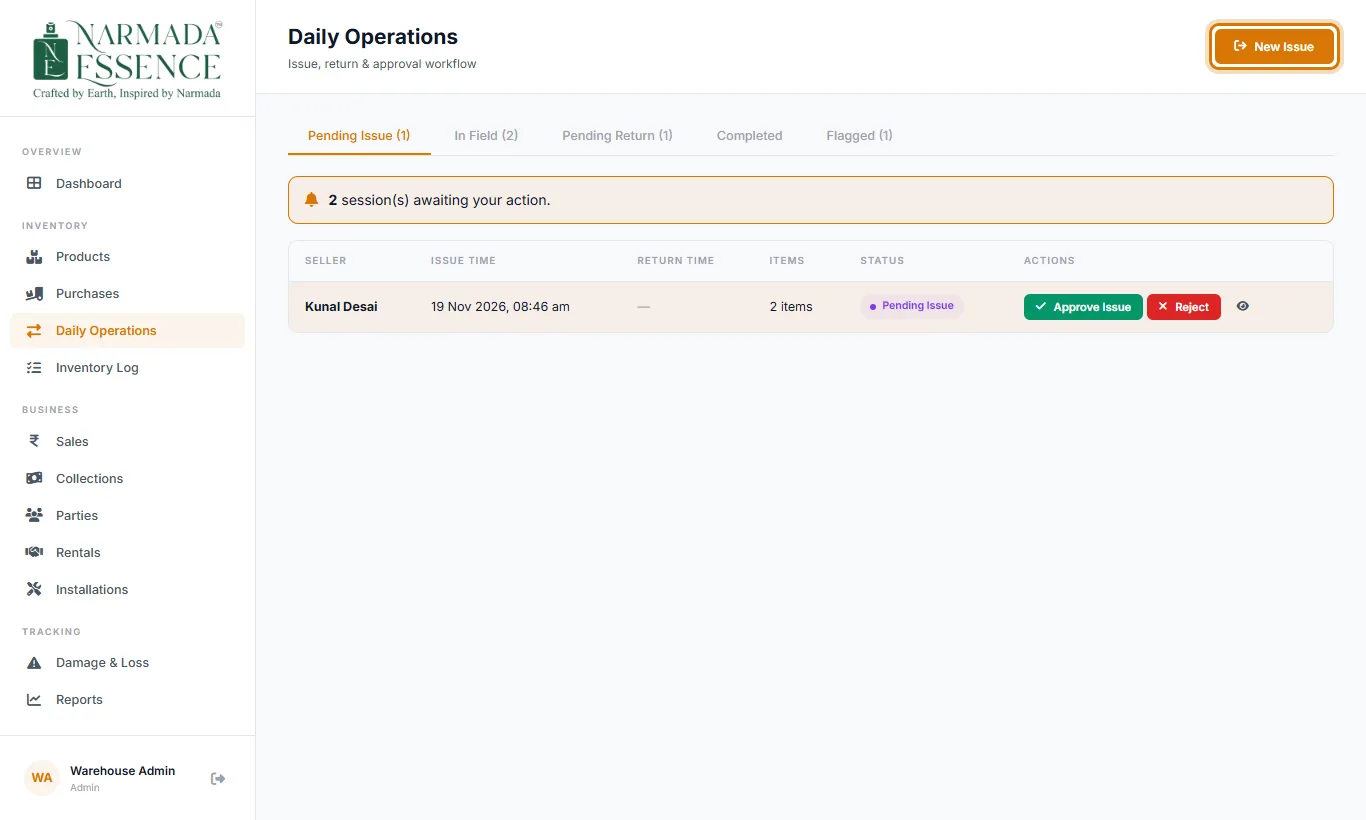 NARMADA
ESSENCE
NE
Crafted by Earth, Inspired by Narmada
OVERVIEW
Dashboard
INVENTORY
Products
Purchases
Daily Operations
Inventory Log
BUSINESS
₹ Sales
Collections
Parties
Rentals
Installations
TRACKING
Damage & Loss
Reports
WA
Warehouse Admin
Admin
Daily Operations
Issue, return & approval workflow
New Issue
Pending Issue (1) In Field (2) Pending Return (1) Completed Flagged (1)
2 session(s) awaiting your action.
SELLER ISSUE TIME RETURN TIME ITEMS STATUS ACTIONS
Kunal Desai 19 Nov 2026, 08:46 am — 2 items Pending Issue Approve Issue Reject